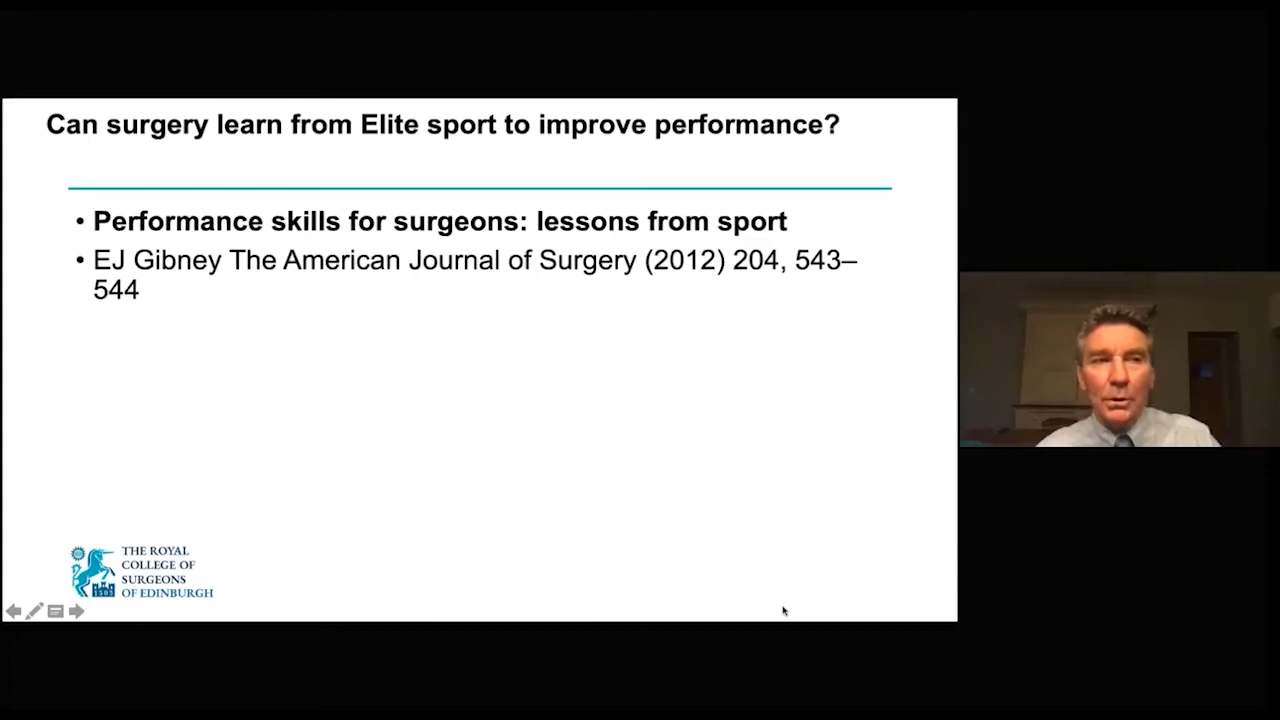 Can surgery learn from Elite sport to improve performance?
• Performance skills for surgeons: lessons from sport
• EJ Gibney The American Journal of Surgery (2012) 204, 543–
544
THE ROYAL
COLLEGE OF
SURGEONS
OF EDINBURGH